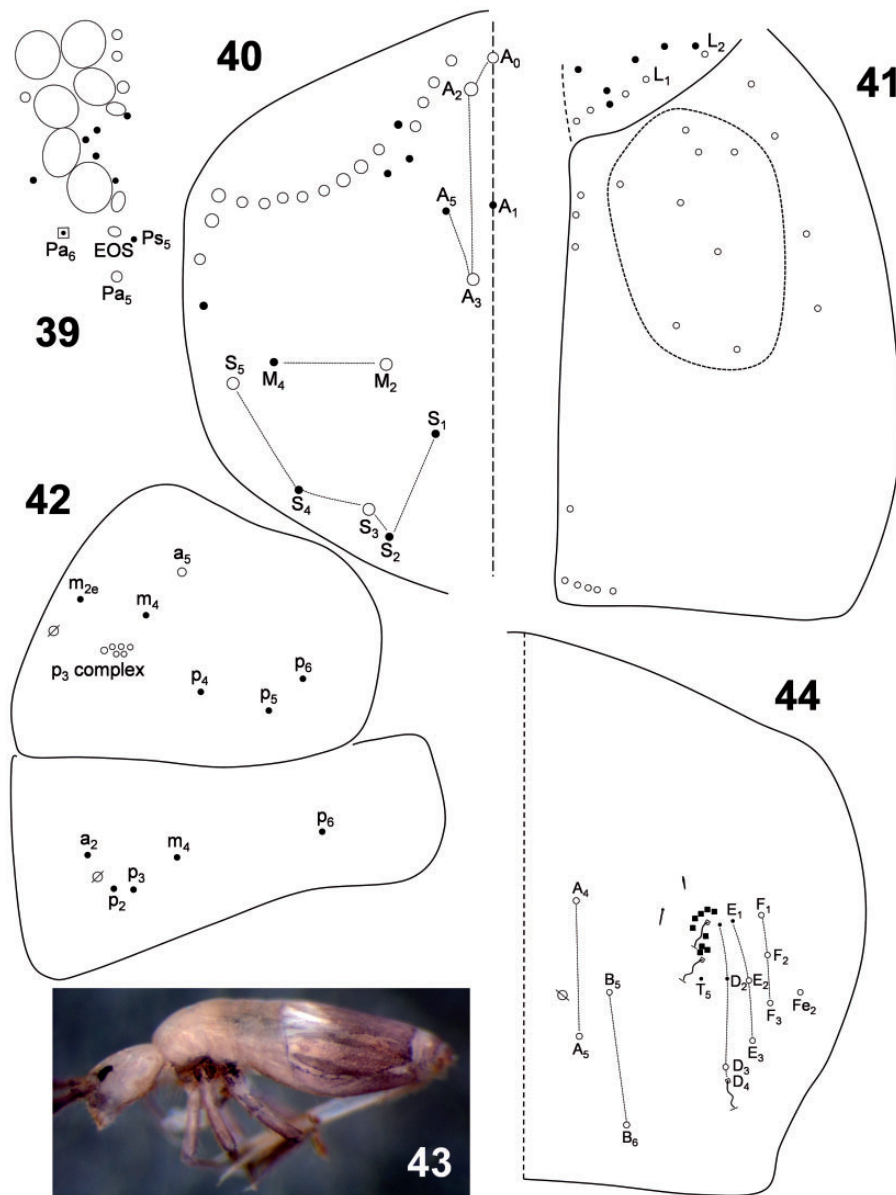 39
Pa₆ EOS Ps₅
Pa₅
40
A₀
A₂
A₅ A₁
A₃
S₅ M₄ M₂
S₁
S₄ S₃ S₂
41
L₂
L₁
42
a₅
m₂ₑ m₄
p₃ complex
p₄ p₅ p₆
a₂ m₄ p₆
p₂ p₃
43
44
A₄ E₁ F₁
F₂
B₅ T₅ D₂ E₂ F₃ Fe₂
A₅ E₃
D₃
D₄
B₆